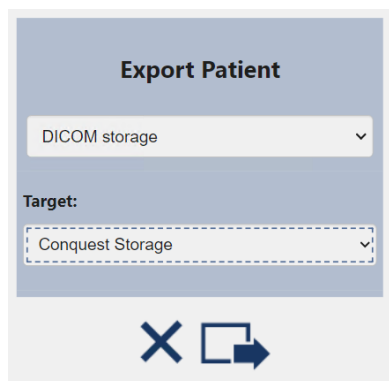 Export Patient
DICOM storage
Target:
Conquest Storage